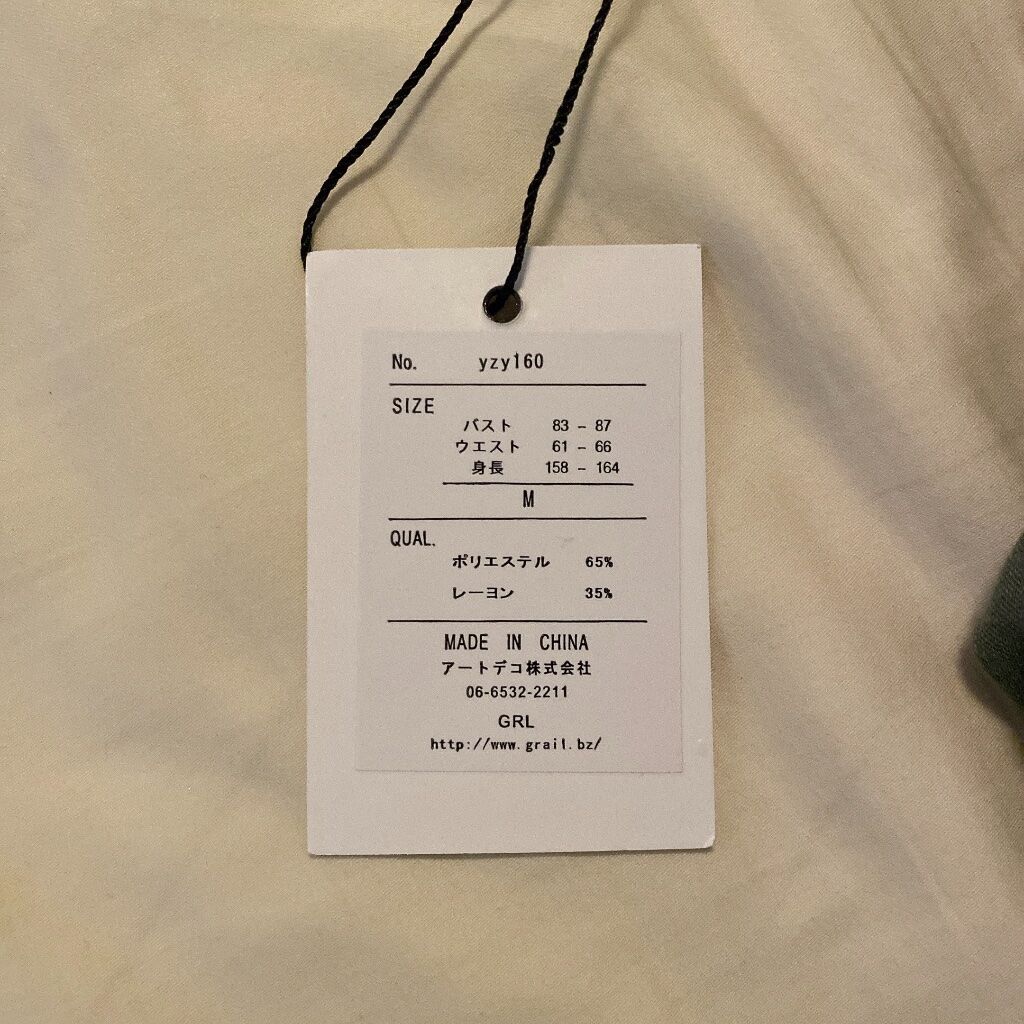 No. yzy160
SIZE
バスト 83 - 87
ウエスト 61 - 66
身長 158 - 164
M
QUAL.
ポリエステル 65%
レーヨン 35%
MADE IN CHINA
アートデコ株式会社
06-6532-2211
GRL
http://www.grail.bz/